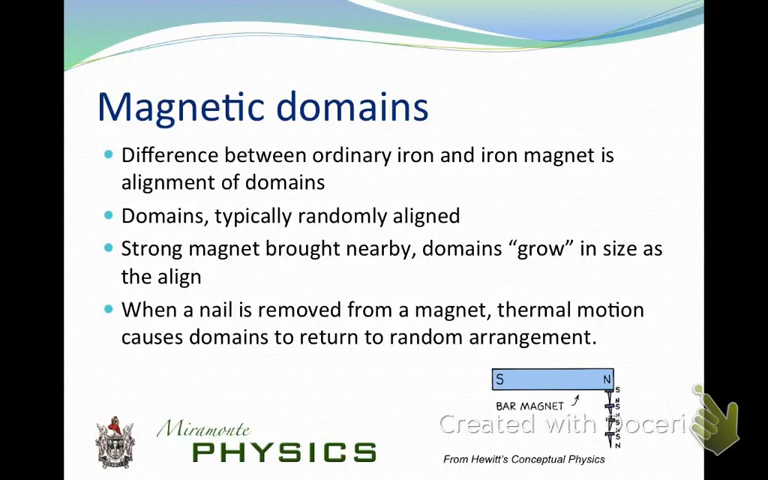 Magnetic domains
Difference between ordinary iron and iron magnet is
alignment of domains
Domains, typically randomly aligned
Strong magnet brought nearby, domains “grow” in size as
the align
When a nail is removed from a magnet, thermal motion
causes domains to return to random arrangement.
S N
BAR MAGNET
S
N
S
N
Created with Doceri
Miramonte
PHYSICS
From Hewitt's Conceptual Physics